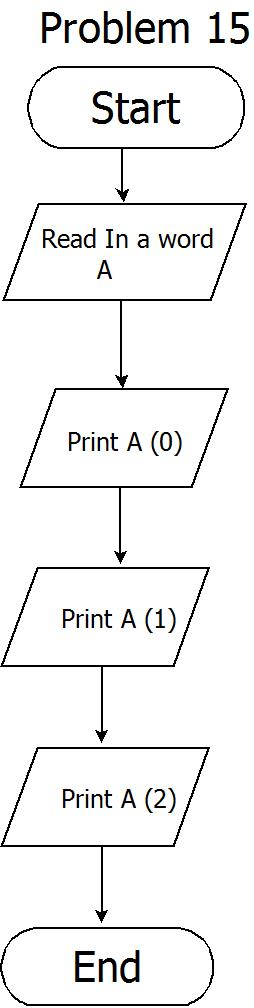 Problem 15
Start
Read In a word
A
Print A (0)
Print A (1)
Print A (2)
End